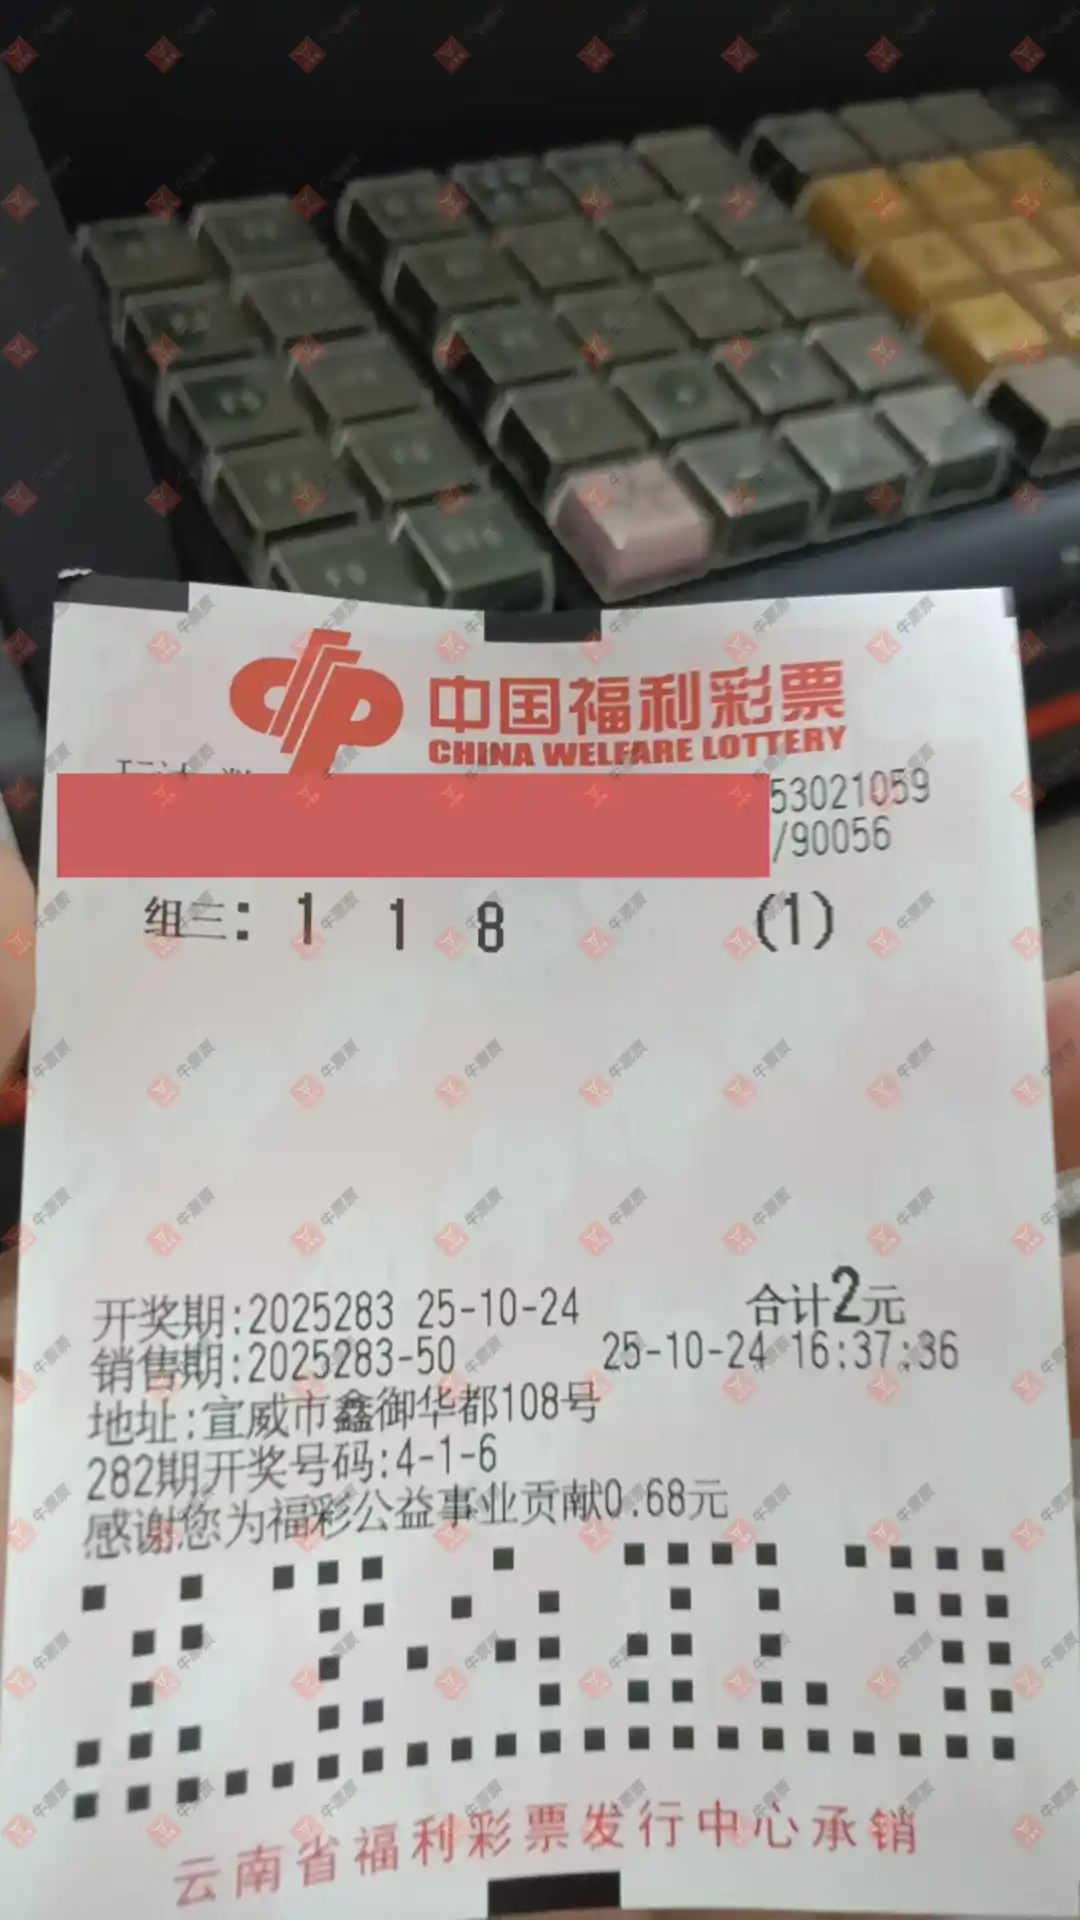 中国福利彩票
CHINA WELFARE LOTTERY
53021059
/90056
组三: 1 1 8 (1)
开奖期:2025283 25-10-24 合计2元
销售期:2025283-50 25-10-24 16:37:36
地址:宣威市鑫御华都108号
282期开奖号码:4-1-6
感谢您为福彩公益事业贡献0.68元
云南省福利彩票发行中心承销
牛票票